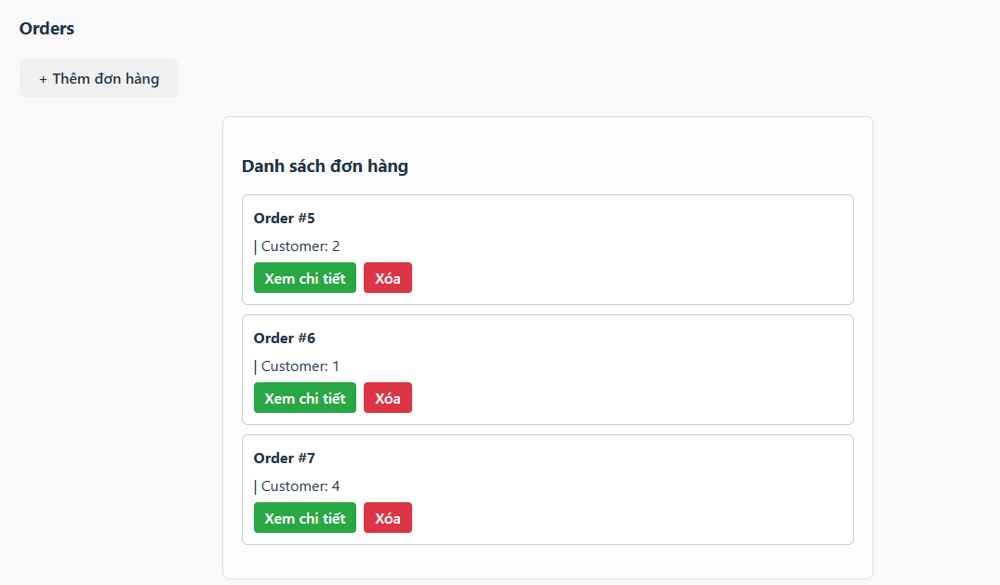 Orders
+ Thêm đơn hàng
Danh sách đơn hàng
Order #5
| Customer: 2
Xem chi tiết Xóa
Order #6
| Customer: 1
Xem chi tiết Xóa
Order #7
| Customer: 4
Xem chi tiết Xóa